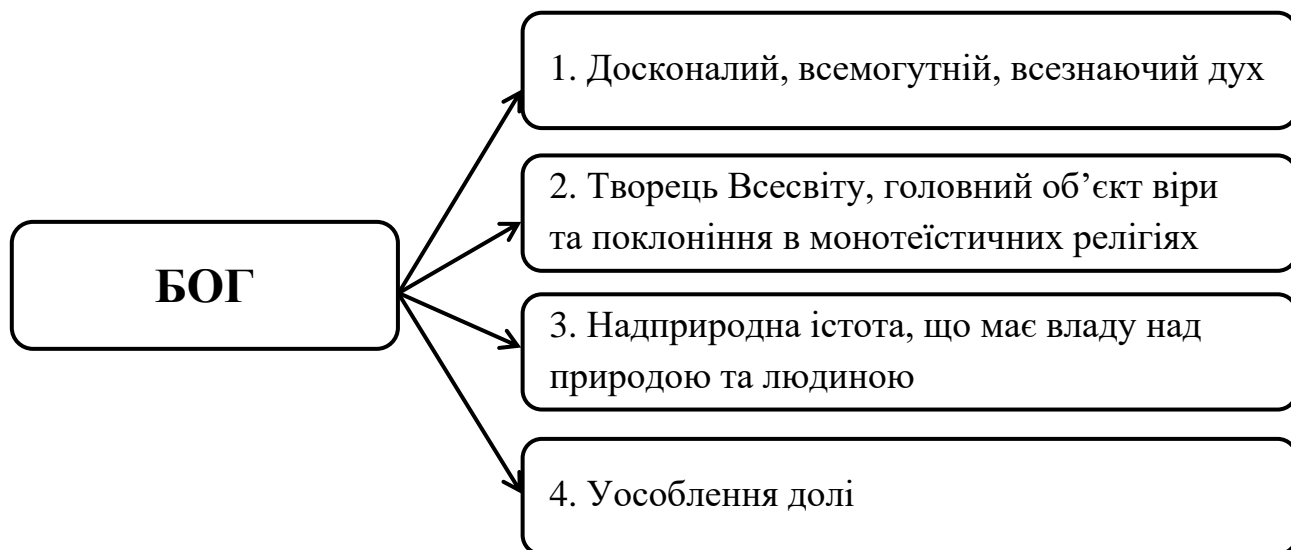 БОГ
1. Досконалий, всемогутній, всезнаючий дух
2. Творець Всесвіту, головний об’єкт віри
та поклоніння в монотеїстичних релігіях
3. Надприродна істота, що має владу над
природою та людиною
4. Уособлення долі